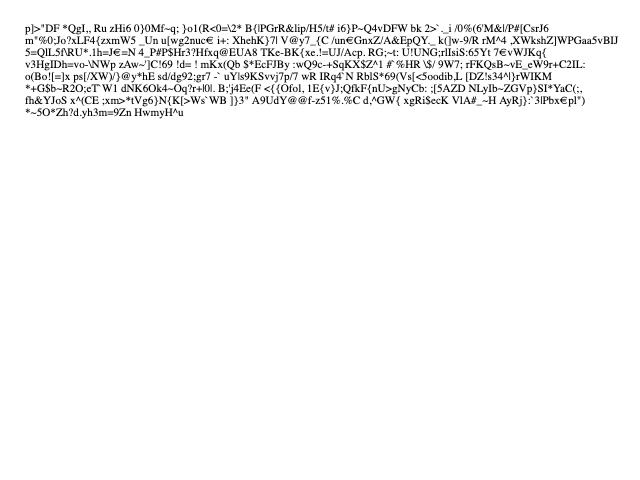 p]>"DF *QgI,, Ru zHi6 0}0Mf~q; }o1(R<0=\2* B{|PGrR&lip/H5/t# i6}P~Q4vDFW bk 2>`._i /0%(6'M&l/P#[CsrJ6
m"%0;Jo?xLF4{zxmW5 _Un u[wg2nuc€ i+: XhehK}7l V@y7_{C /un€GnxZ/A&EpQY._ k(]w-9/R rM^4 ,XWkshZ]WPGaa5vBIJ
5=QlL5f\RU*.1h=J€=N 4_P#P$Hr3?Hfxq@EUA8 TKe-BK{xe.!=UJ/Acp. RG;~t: U!UNG;rlIsiS:65Yt 7€vWJKq{
v3HgIDh=vo-\NWp zAw~']C!69 !d= ! mKx(Qb $*EcFJBy :wQ9c-+SqKX$Z^1 #`%HR \$/ 9W7; rFKQsB~vE_eW9r+C2IL:
o(Bo![=]x ps[/XW)/}@y*hE sd/dg92;gr7 -` uYls9KSvvj7p/7 wR IRq4`N RblS*69(Vs[<5oodib,L [DZ!s34^|}rWIKM
*+G$b~R2O;eT`W1 dNK6Ok4~Oq?r+l0l. B;'j4Ee(F <{{Ofol, 1E{v}J;QfkF{nU>gNyCb: ;[5AZD NLyIb~ZGVp}SI*YaC(;,
fh&YJoS x^(CE ;xm>*tVg6}N{K[>Ws`WB ]}3" A9UdY@@f-z51%.%C d,^GW{ xgRi$ecK VlA#_~H AyRj}:`3lPbx€pl")
*~5O*Zh?d.yh3m=9Zn HwmyH^u